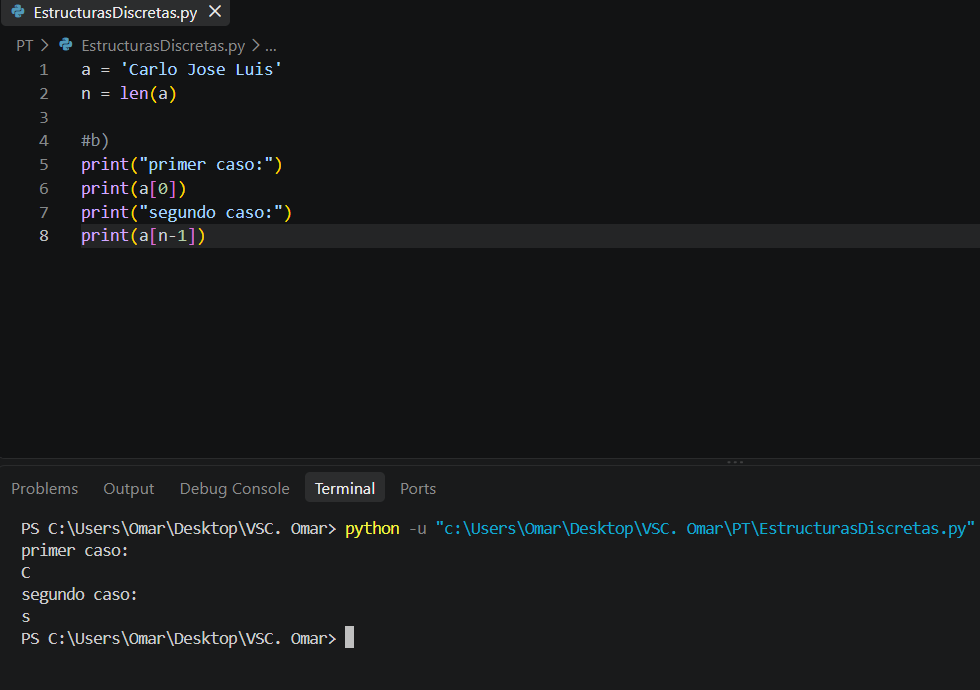 EstructurasDiscretas.py
PT > EstructurasDiscretas.py > ...
1 a = 'Carlo Jose Luis'
2 n = len(a)
3
4 #b)
5 print("primer caso:")
6 print(a[0])
7 print("segundo caso:")
8 print(a[n-1])
Problems Output Debug Console Terminal Ports
PS C:\Users\Omar\Desktop\VSC. Omar> python -u "c:\Users\Omar\Desktop\VSC. Omar\PT\EstructurasDiscretas.py"
primer caso:
C
segundo caso:
s
PS C:\Users\Omar\Desktop\VSC. Omar>